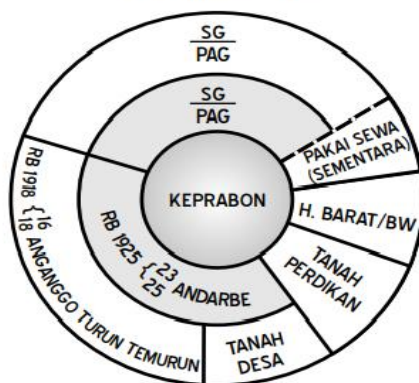 SG
PAG
SG
PAG
PAKAI SEWA
(SEMENTARA)
KEPRABON
H. BARAT/BW
TANAH
PERDIKAN
TANAH
DESA
RB 1925 { 23 25 ANDARBE
RB 1918 { 16 18 ANGANGGO TURUN TEMURUN